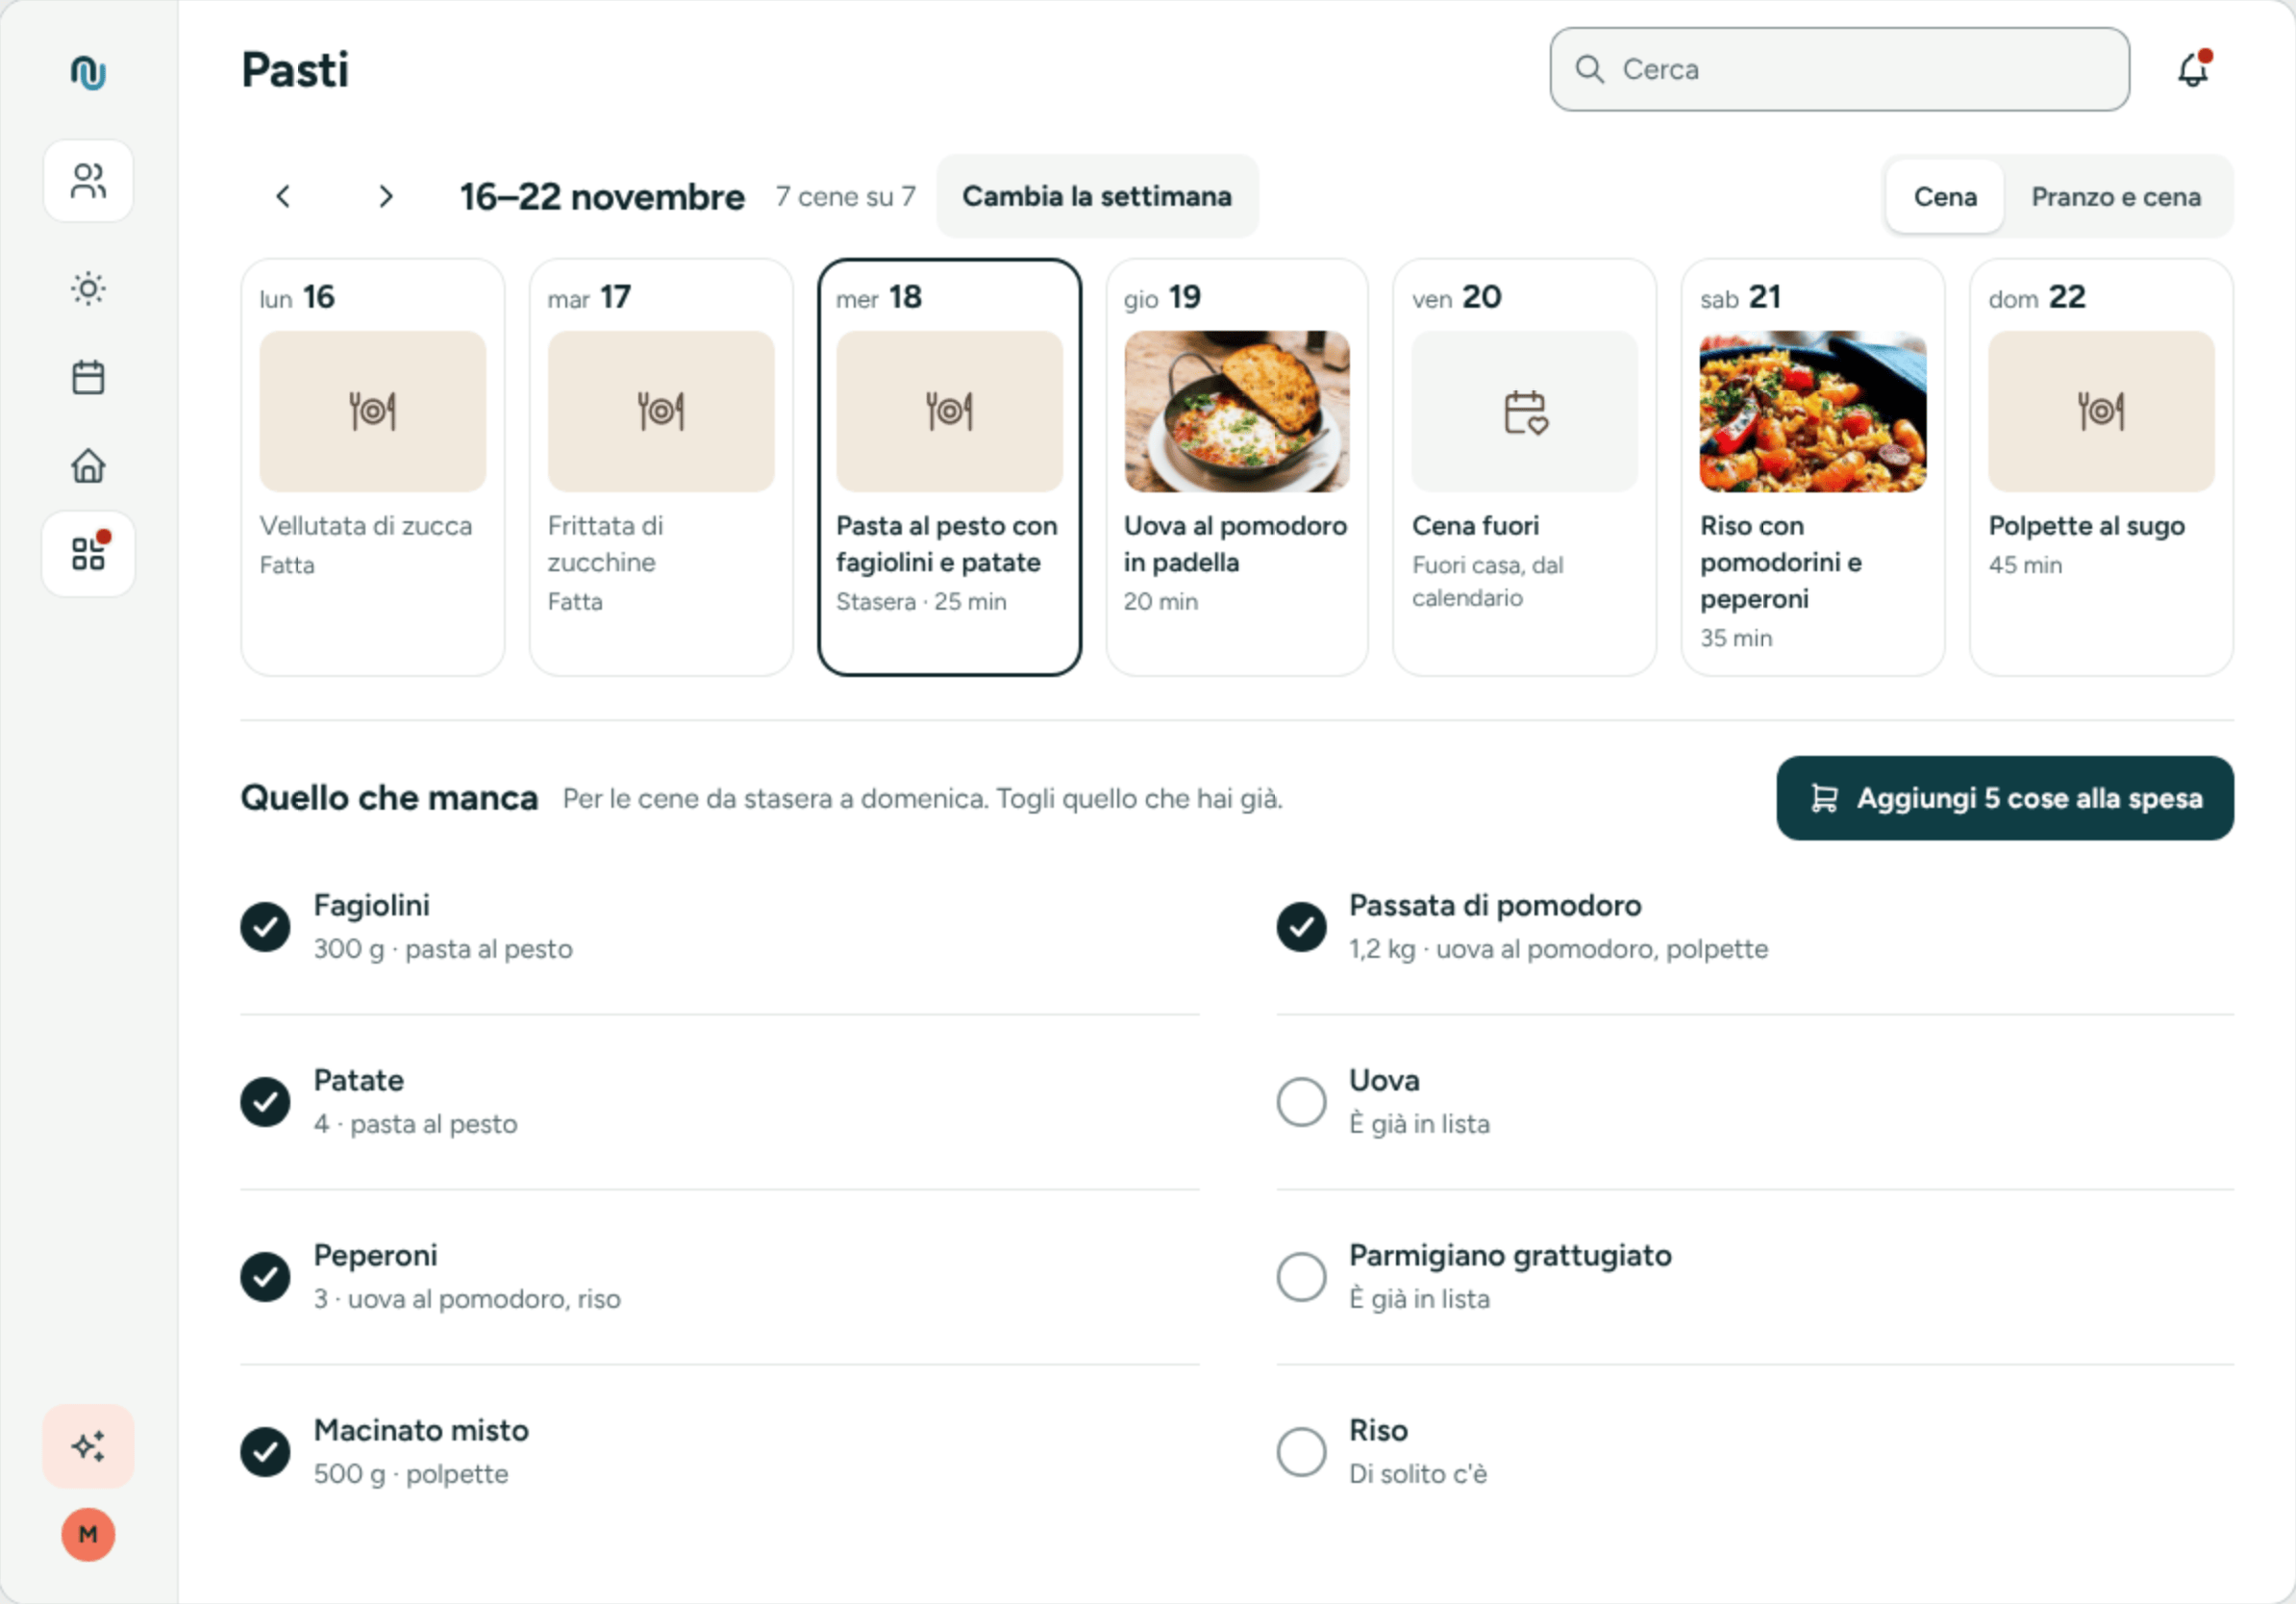 Pasti
Cerca
16–22 novembre
7 cene su 7
Cambia la settimana
Cena
Pranzo e cena
lun 16
Vellutata di zucca
Fatta
mar 17
Frittata di
zucchine
Fatta
mer 18
Pasta al pesto con
fagiolini e patate
Stasera · 25 min
gio 19
Uova al pomodoro
in padella
20 min
ven 20
Cena fuori
Fuori casa, dal
calendario
sab 21
Riso con
pomodorini e
peperoni
35 min
dom 22
Polpette al sugo
45 min
Quello che manca
Per le cene da stasera a domenica. Togli quello che hai già.
Aggiungi 5 cose alla spesa
Fagiolini
300 g · pasta al pesto
Patate
4 · pasta al pesto
Peperoni
3 · uova al pomodoro, riso
Macinato misto
500 g · polpette
Passata di pomodoro
1,2 kg · uova al pomodoro, polpette
Uova
È già in lista
Parmigiano grattugiato
È già in lista
Riso
Di solito c'è
M